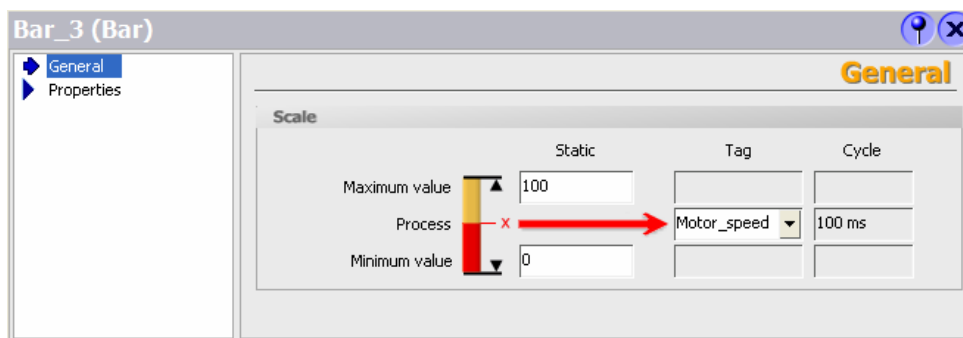 Bar_3 (Bar)
General
Properties
General
Scale
Static Tag Cycle
Maximum value 100
Process x Motor_speed 100 ms
Minimum value 0